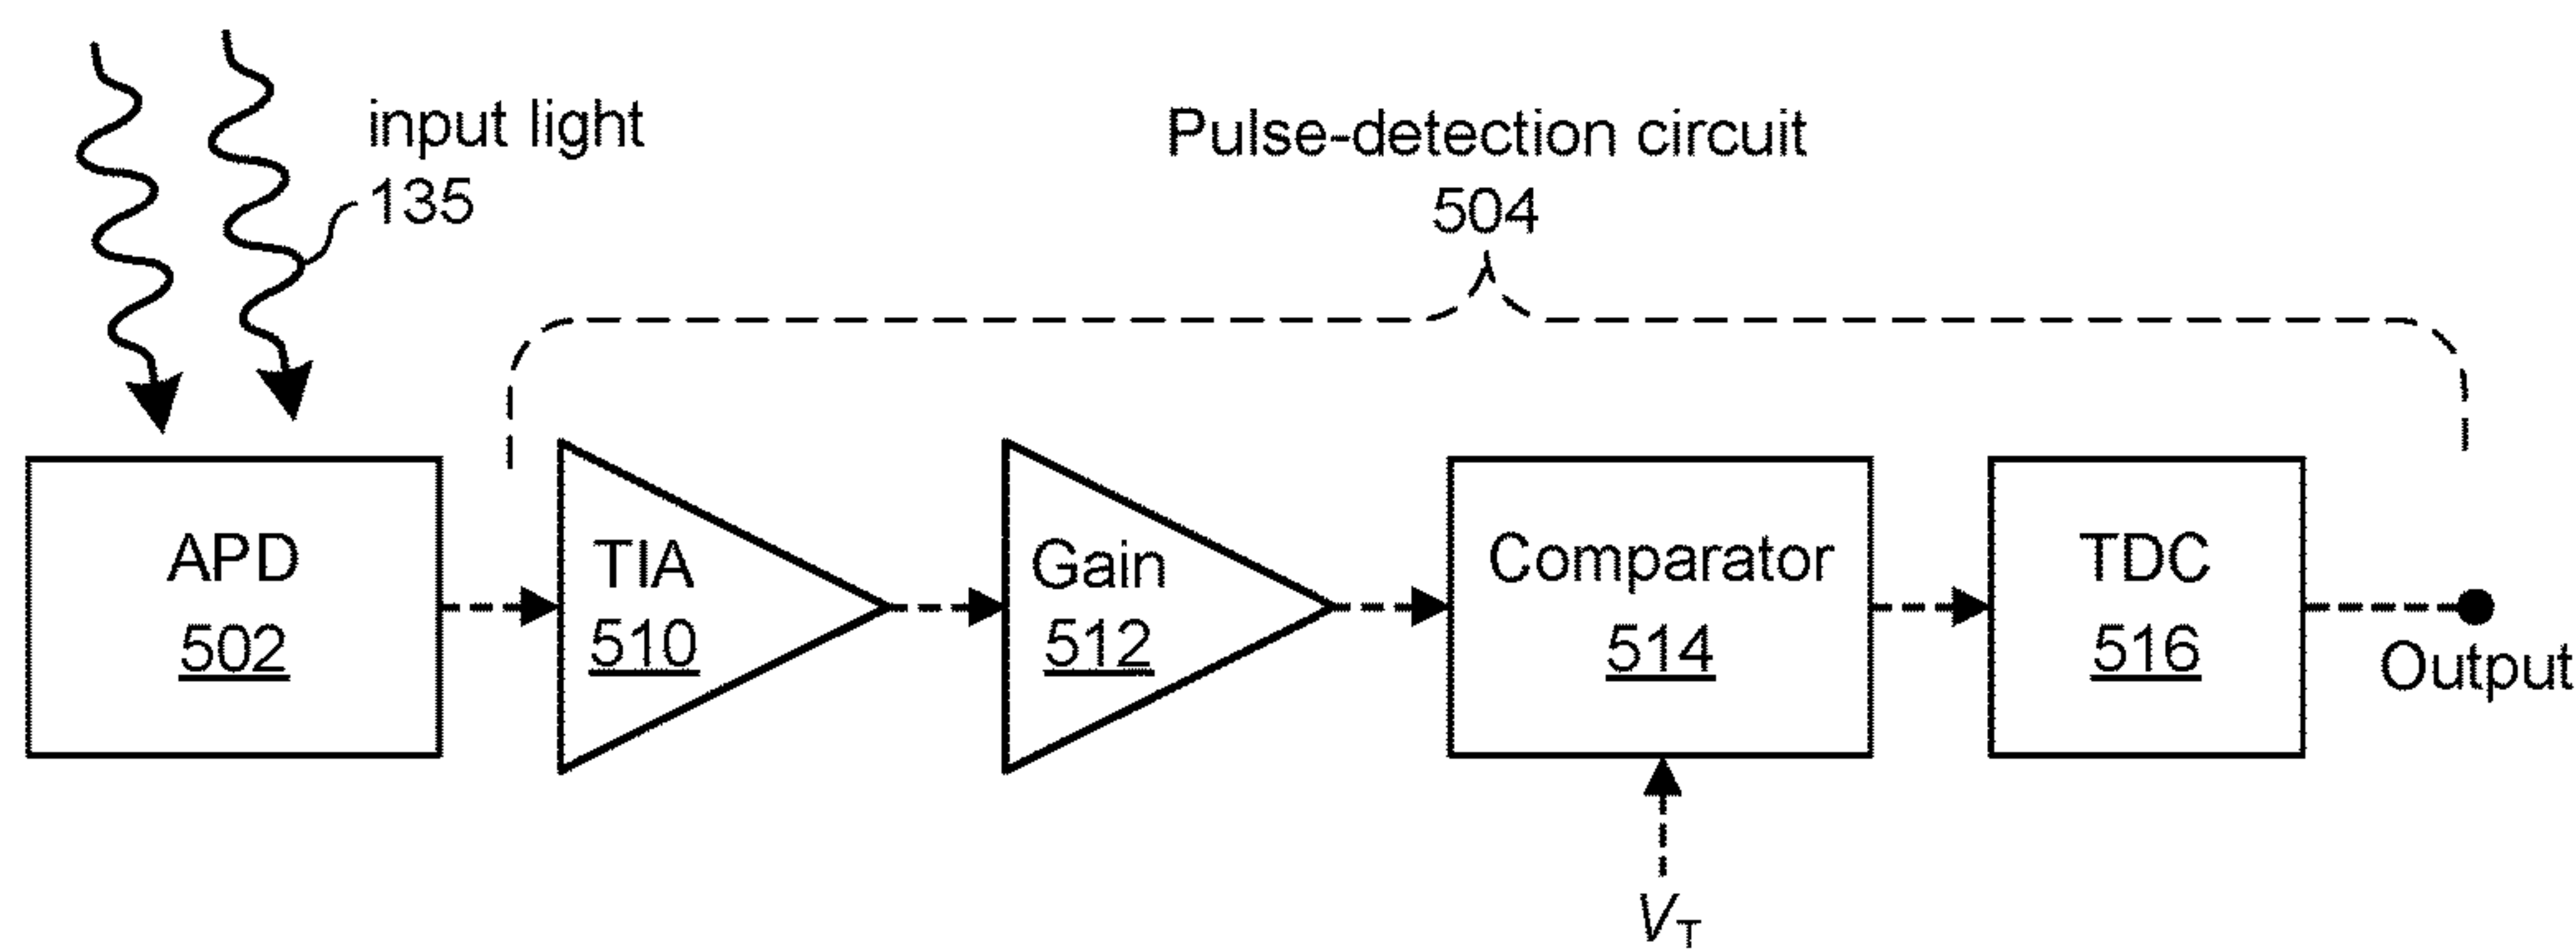 input light
135
Pulse-detection circuit
504
APD
502
TIA
510
Gain
512
Comparator
514
TDC
516
Output
VT